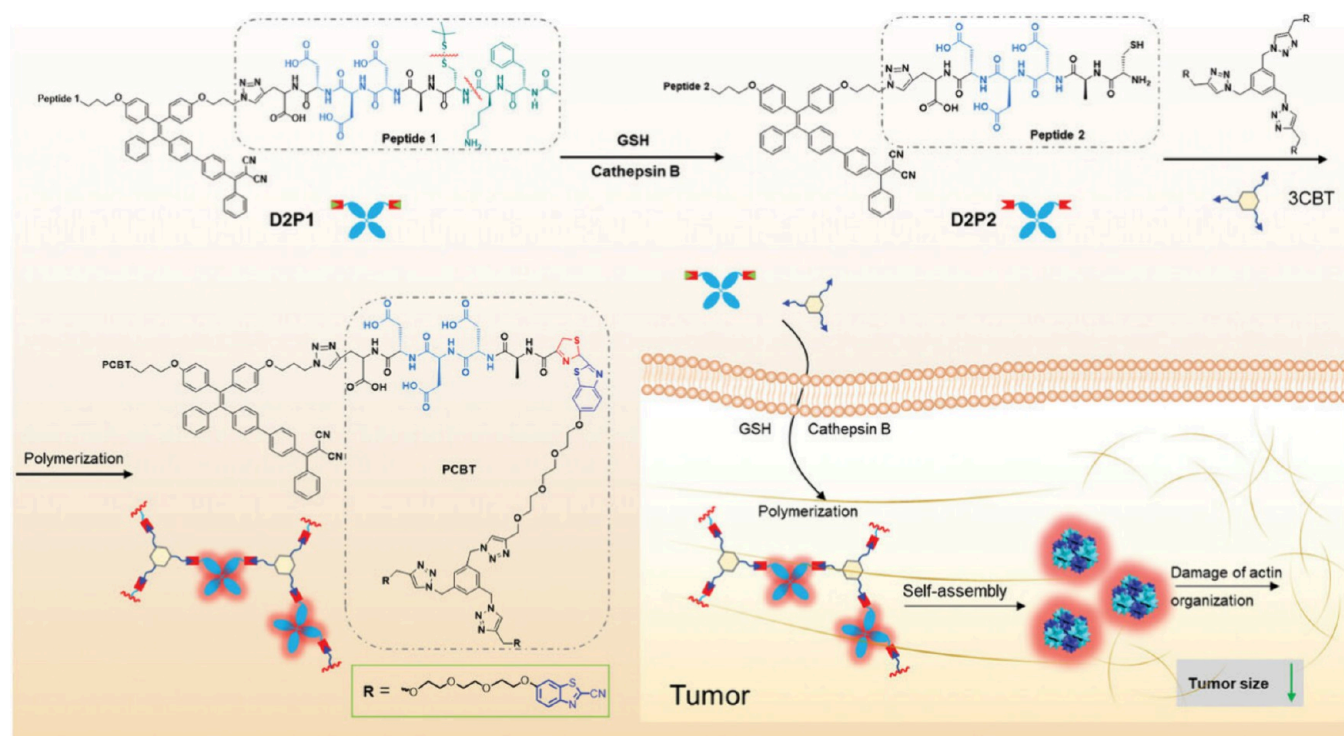 Peptide 1
Peptide 1
D2P1
GSH
Cathepsin B
Peptide 2
Peptide 2
D2P2
3CBT
Polymerization
PCBT
PCBT
R =
GSH Cathepsin B
Polymerization
Self-assembly
Damage of actin
organization
Tumor
Tumor size